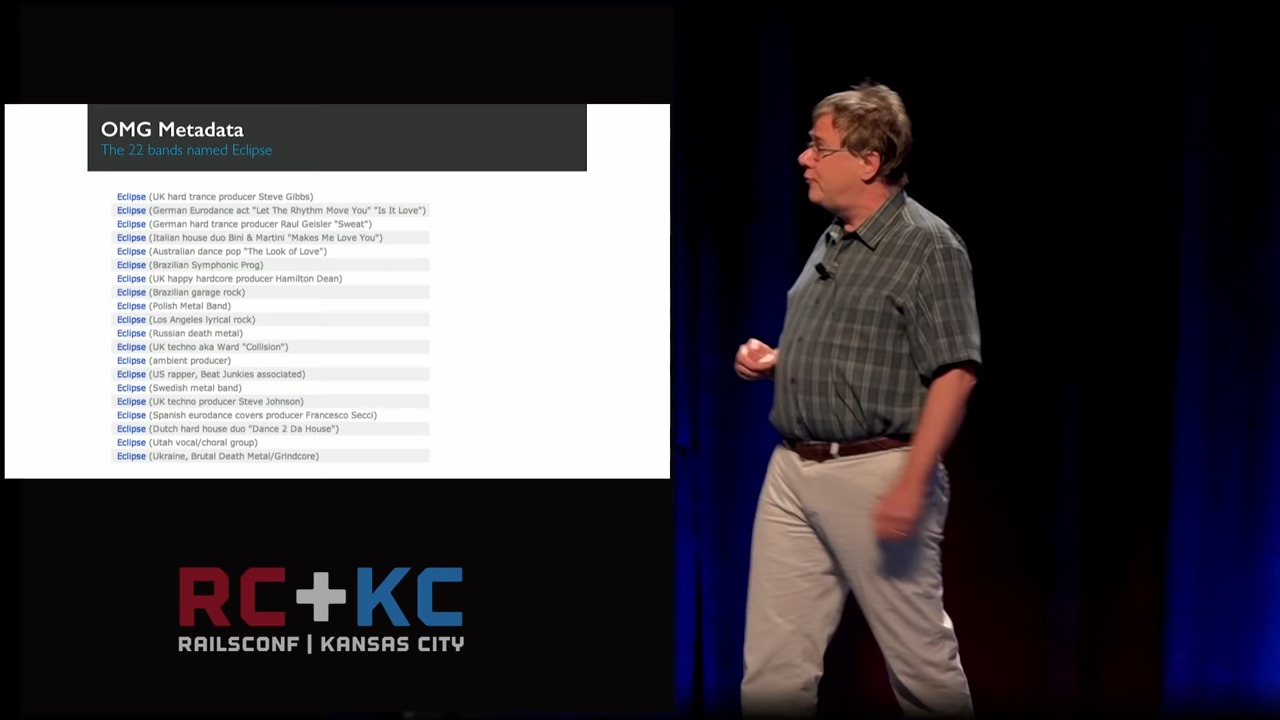 OMG Metadata
The 22 bands named Eclipse
Eclipse (UK hard trance producer Steve Gibbs)
Eclipse (German Eurodance act "Let The Rhythm Move You" "Is It Love")
Eclipse (German hard trance producer Raul Geisler "Sweat")
Eclipse (Italian house duo Bini & Martini "Makes Me Love You")
Eclipse (Australian dance pop "The Look of Love")
Eclipse (Brazilian Symphonic Prog)
Eclipse (UK happy hardcore producer Hamilton Dean)
Eclipse (Brazilian garage rock)
Eclipse (Polish Metal Band)
Eclipse (Los Angeles lyrical rock)
Eclipse (Russian death metal)
Eclipse (UK techno aka Ward "Collision")
Eclipse (ambient producer)
Eclipse (US rapper, Beat Junkies associated)
Eclipse (Swedish metal band)
Eclipse (UK techno producer Steve Johnson)
Eclipse (Spanish eurodance covers producer Francesco Secci)
Eclipse (Dutch hard house duo "Dance 2 Da House")
Eclipse (Utah vocal/choral group)
Eclipse (Ukraine, Brutal Death Metal/Grindcore)
RC+KC
RAILSCONF | KANSAS CITY